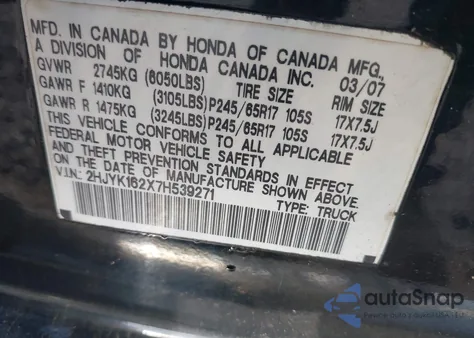 MFD. IN CANADA BY HONDA OF CANADA MFG.,
A DIVISION OF HONDA CANADA INC. 03/07
GVWR 2745KG (6050LBS) TIRE SIZE RIM SIZE
GAWR F 1410KG (3105LBS) P245/65R17 105S 17X7.5J
GAWR R 1475KG (3245LBS) P245/65R17 105S 17X7.5J
THIS VEHICLE CONFORMS TO ALL APPLICABLE
FEDERAL MOTOR VEHICLE SAFETY
AND THEFT PREVENTION STANDARDS IN EFFECT
ON THE DATE OF MANUFACTURE SHOWN ABOVE.
V.I.N.: 2HJYK162X7H539271
TYPE: TRUCK
autoSnap